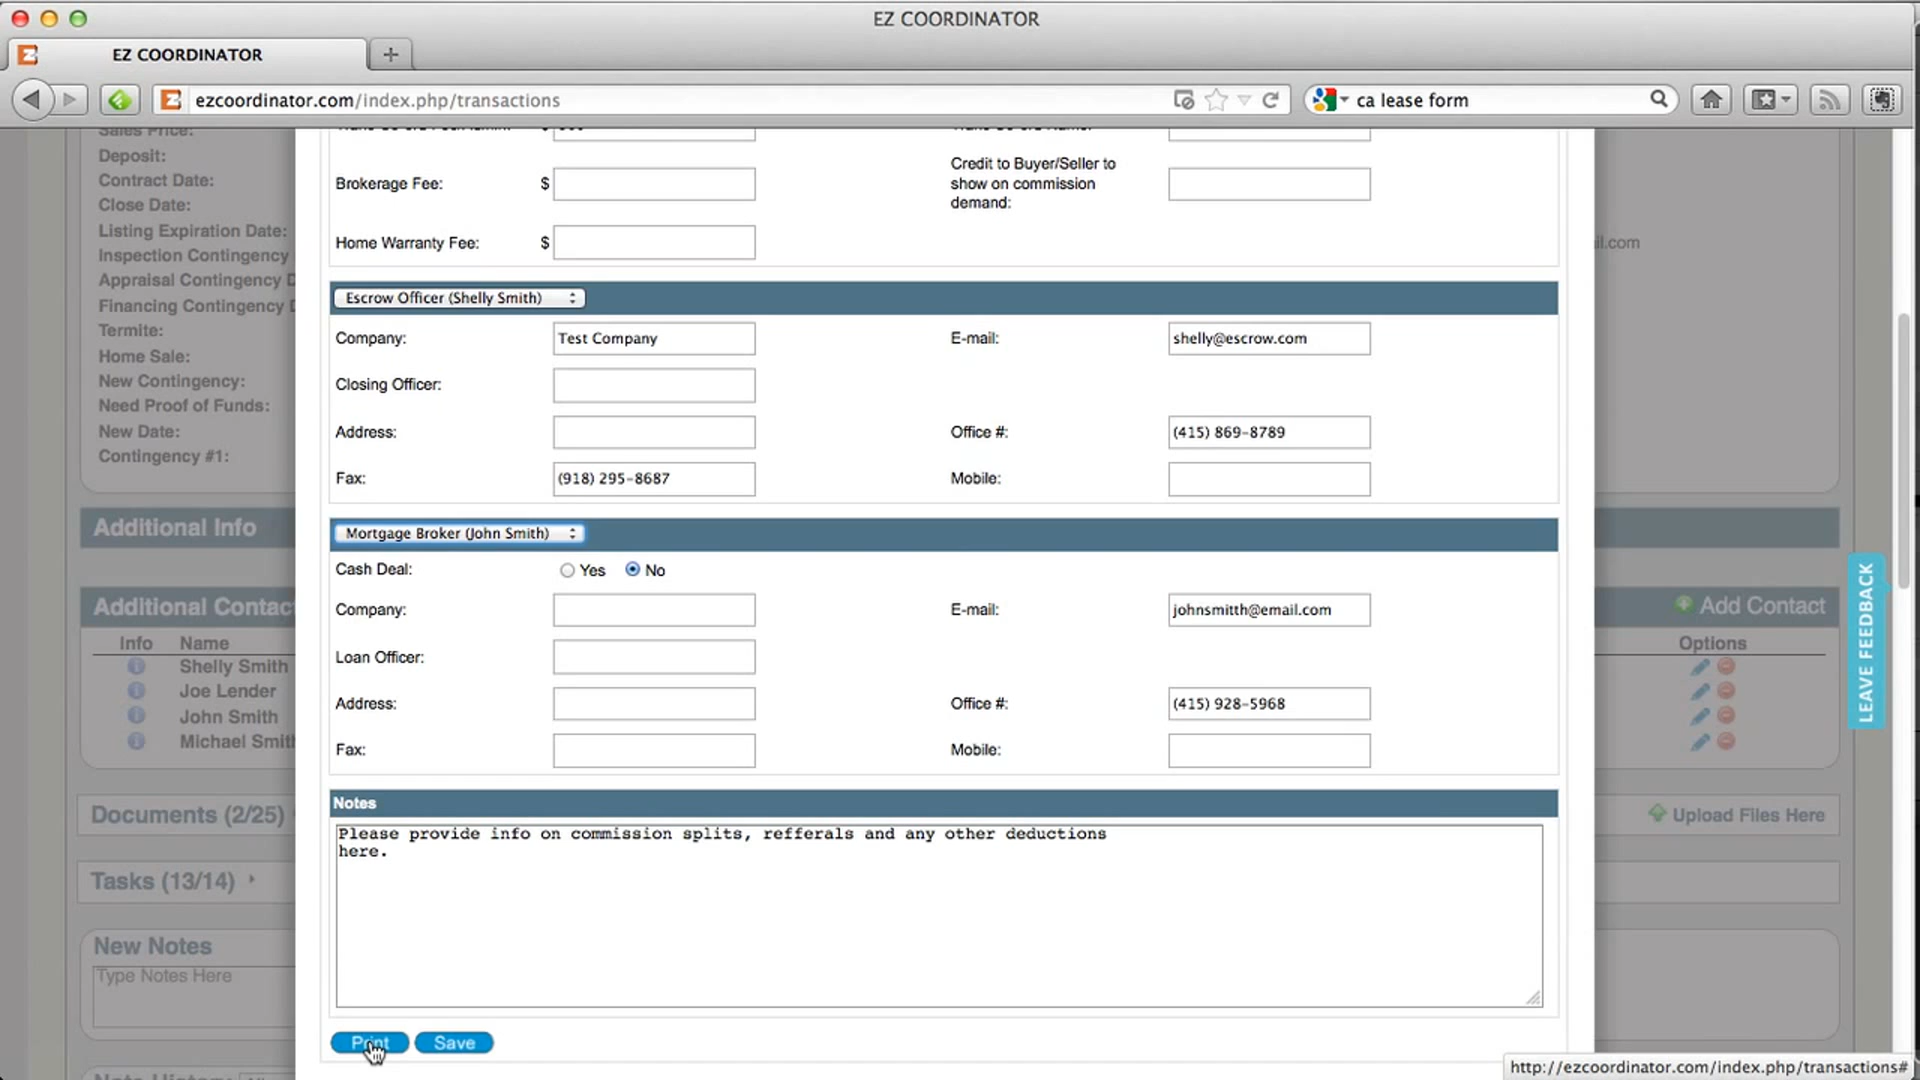 EZ COORDINATOR
EZ COORDINATOR
ezcoordinator.com/index.php/transactions
ca lease form
Sales Price:
Deposit:
Contract Date:
Close Date:
Listing Expiration Date:
Inspection Contingency
Appraisal Contingency D
Financing Contingency D
Termite:
Home Sale:
New Contingency:
Need Proof of Funds:
New Date:
Contingency #1:
Additional Info
Additional Contac
Info Name
Shelly Smith
Joe Lender
John Smith
Michael Smith
Documents (2/25)
Tasks (13/14)
New Notes
Type Notes Here
Brokerage Fee: $
Credit to Buyer/Seller to
show on commission
demand:
Home Warranty Fee: $
Escrow Officer (Shelly Smith)
Company: Test Company E-mail: shelly@escrow.com
Closing Officer:
Address: Office #: (415) 869-8789
Fax: (918) 295-8687 Mobile:
Mortgage Broker (John Smith)
Cash Deal: Yes No
Company: E-mail: johnsmitth@email.com
Loan Officer:
Address: Office #: (415) 928-5968
Fax: Mobile:
Notes
Please provide info on commission splits, refferals and any other deductions
here.
Print Save
il.com
Add Contact
Options
Upload Files Here
LEAVE FEEDBACK
http://ezcoordinator.com/index.php/transactions#